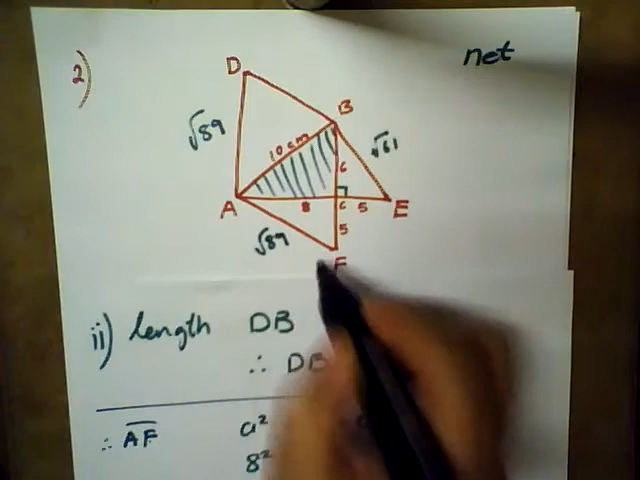 2)
net
D
B
√89
10cm
√61
6
A
8
C
5
E
5
√89
F
ii) length DB
∴ DB
∴ AF
a²
8²